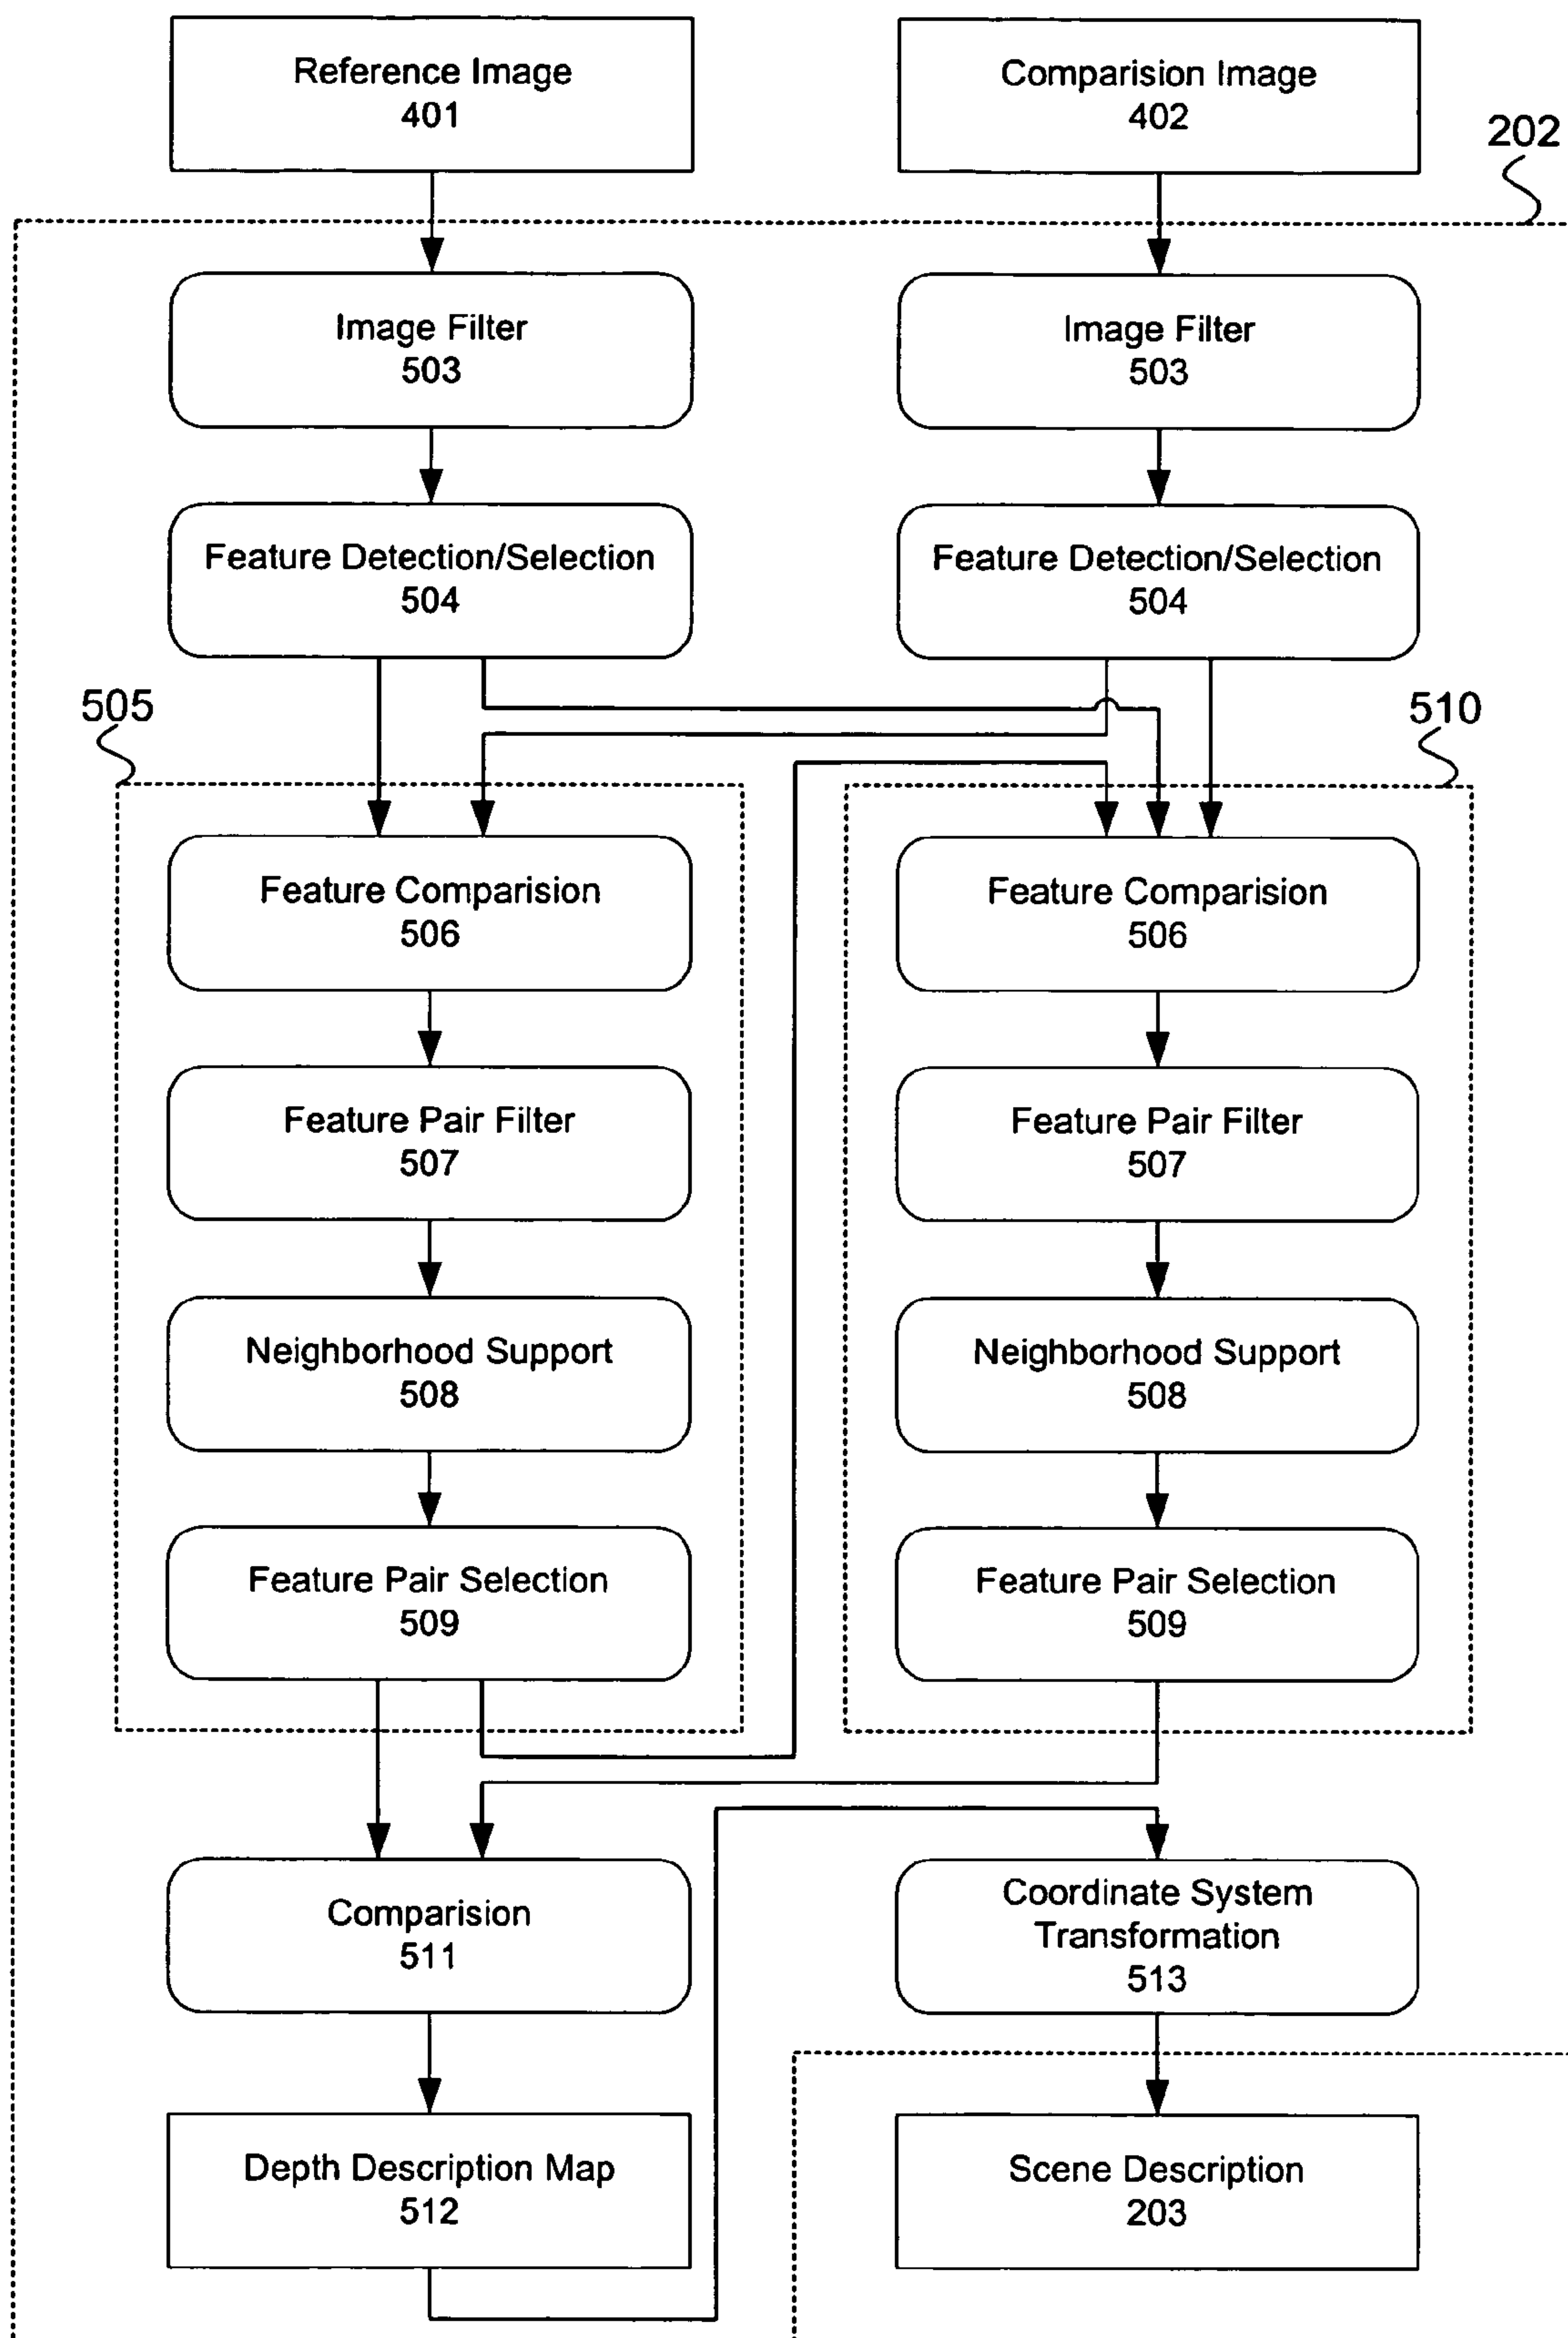 Reference Image
401
Comparision Image
402
202
Image Filter
503
Image Filter
503
Feature Detection/Selection
504
Feature Detection/Selection
504
505
510
Feature Comparision
506
Feature Comparision
506
Feature Pair Filter
507
Feature Pair Filter
507
Neighborhood Support
508
Neighborhood Support
508
Feature Pair Selection
509
Feature Pair Selection
509
Comparision
511
Coordinate System
Transformation
513
Depth Description Map
512
Scene Description
203